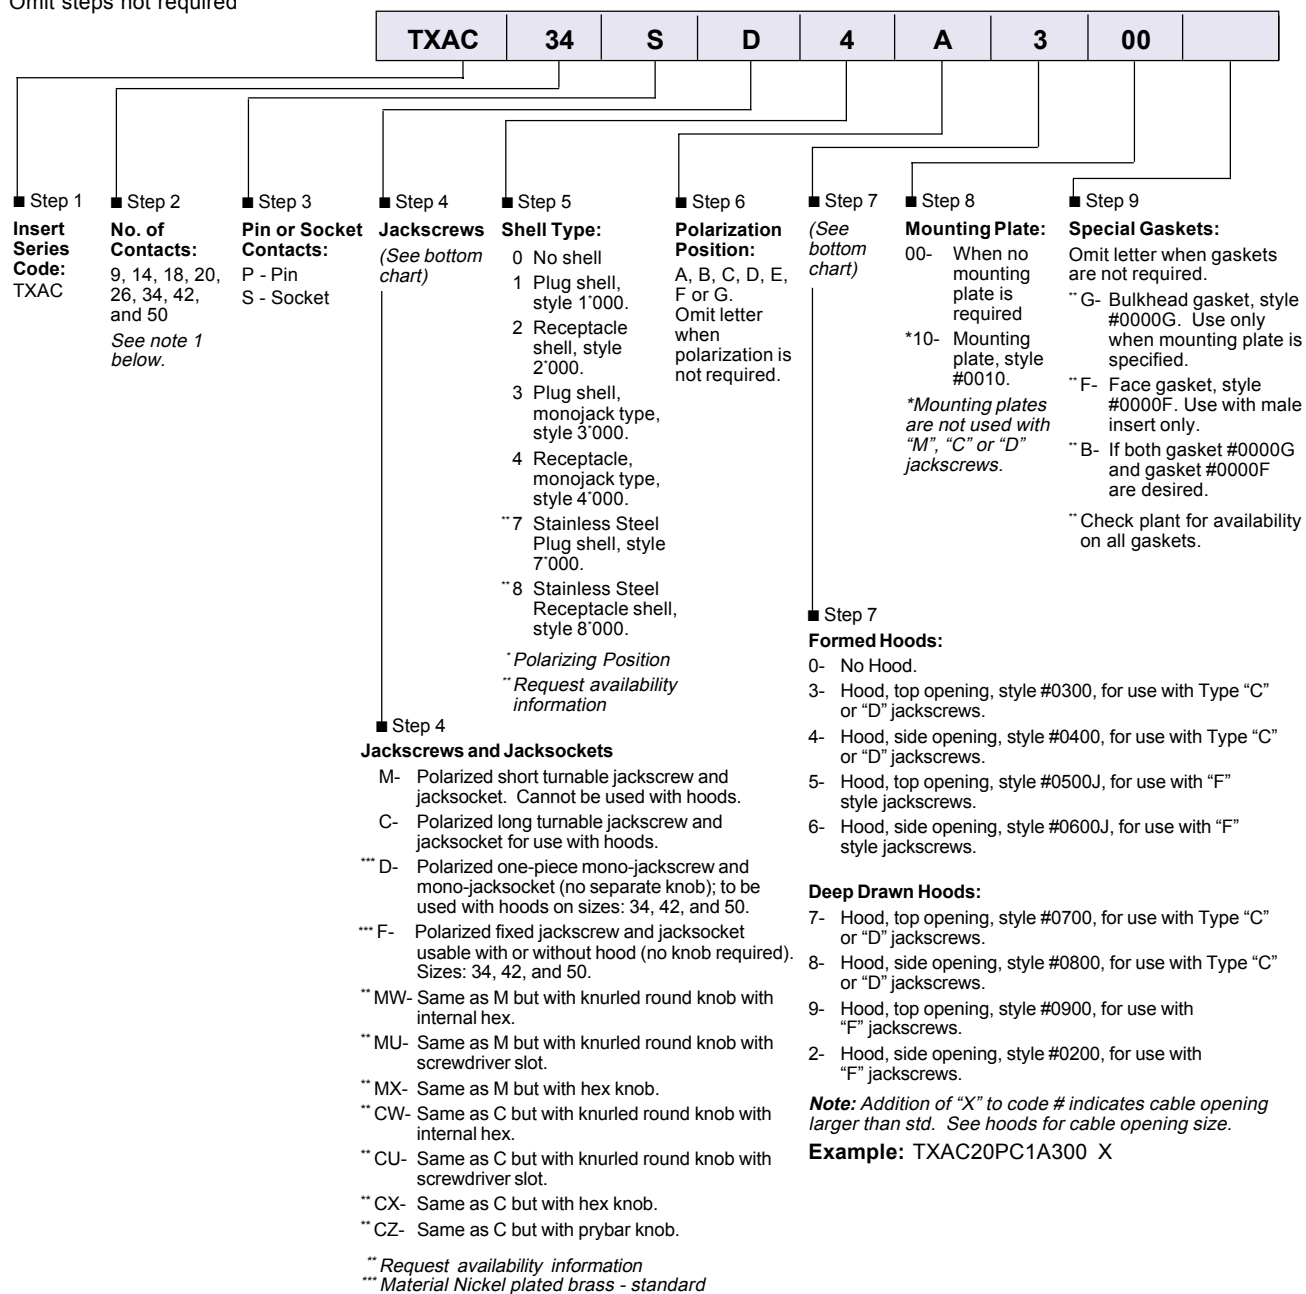 Omit steps not required
TXAC 34 S D 4 A 3 00
■ Step 1
Insert
Series
Code:
TXAC
■ Step 2
No. of
Contacts:
9, 14, 18, 20,
26, 34, 42,
and 50
See note 1
below.
■ Step 3
Pin or Socket
Contacts:
P - Pin
S - Socket
■ Step 4
Jackscrews
(See bottom
chart)
■ Step 5
Shell Type:
0 No shell
1 Plug shell,
style 1*000.
2 Receptacle
shell, style
2*000.
3 Plug shell,
monojack type,
style 3*000.
4 Receptacle,
monojack type,
style 4*000.
**7 Stainless Steel
Plug shell, style
7*000.
**8 Stainless Steel
Receptacle shell,
style 8*000.
* Polarizing Position
** Request availability
information
■ Step 6
Polarization
Position:
A, B, C, D, E,
F or G.
Omit letter
when
polarization is
not required.
■ Step 7
(See
bottom
chart)
■ Step 8
Mounting Plate:
00- When no
mounting
plate is
required
*10- Mounting
plate, style
#0010.
*Mounting plates
are not used with
“M”, “C” or “D”
jackscrews.
■ Step 9
Special Gaskets:
Omit letter when gaskets
are not required.
** G- Bulkhead gasket, style
#0000G. Use only
when mounting plate is
specified.
** F- Face gasket, style
#0000F. Use with male
insert only.
** B- If both gasket #0000G
and gasket #0000F
are desired.
** Check plant for availability
on all gaskets.
■ Step 4
Jackscrews and Jacksockets
M- Polarized short turnable jackscrew and
jacksocket. Cannot be used with hoods.
C- Polarized long turnable jackscrew and
jacksocket for use with hoods.
*** D- Polarized one-piece mono-jackscrew and
mono-jacksocket (no separate knob); to be
used with hoods on sizes: 34, 42, and 50.
*** F- Polarized fixed jackscrew and jacksocket
usable with or without hood (no knob required).
Sizes: 34, 42, and 50.
** MW- Same as M but with knurled round knob with
internal hex.
** MU- Same as M but with knurled round knob with
screwdriver slot.
** MX- Same as M but with hex knob.
** CW- Same as C but with knurled round knob with
internal hex.
** CU- Same as C but with knurled round knob with
screwdriver slot.
** CX- Same as C but with hex knob.
** CZ- Same as C but with prybar knob.
** Request availability information
*** Material Nickel plated brass - standard
■ Step 7
Formed Hoods:
0- No Hood.
3- Hood, top opening, style #0300, for use with Type “C”
or “D” jackscrews.
4- Hood, side opening, style #0400, for use with Type “C”
or “D” jackscrews.
5- Hood, top opening, style #0500J, for use with “F”
style jackscrews.
6- Hood, side opening, style #0600J, for use with “F”
style jackscrews.
Deep Drawn Hoods:
7- Hood, top opening, style #0700, for use with Type “C”
or “D” jackscrews.
8- Hood, side opening, style #0800, for use with Type “C”
or “D” jackscrews.
9- Hood, top opening, style #0900, for use with
“F” jackscrews.
2- Hood, side opening, style #0200, for use with
“F” jackscrews.
Note: Addition of “X” to code # indicates cable opening
larger than std. See hoods for cable opening size.
Example: TXAC20PC1A300 X